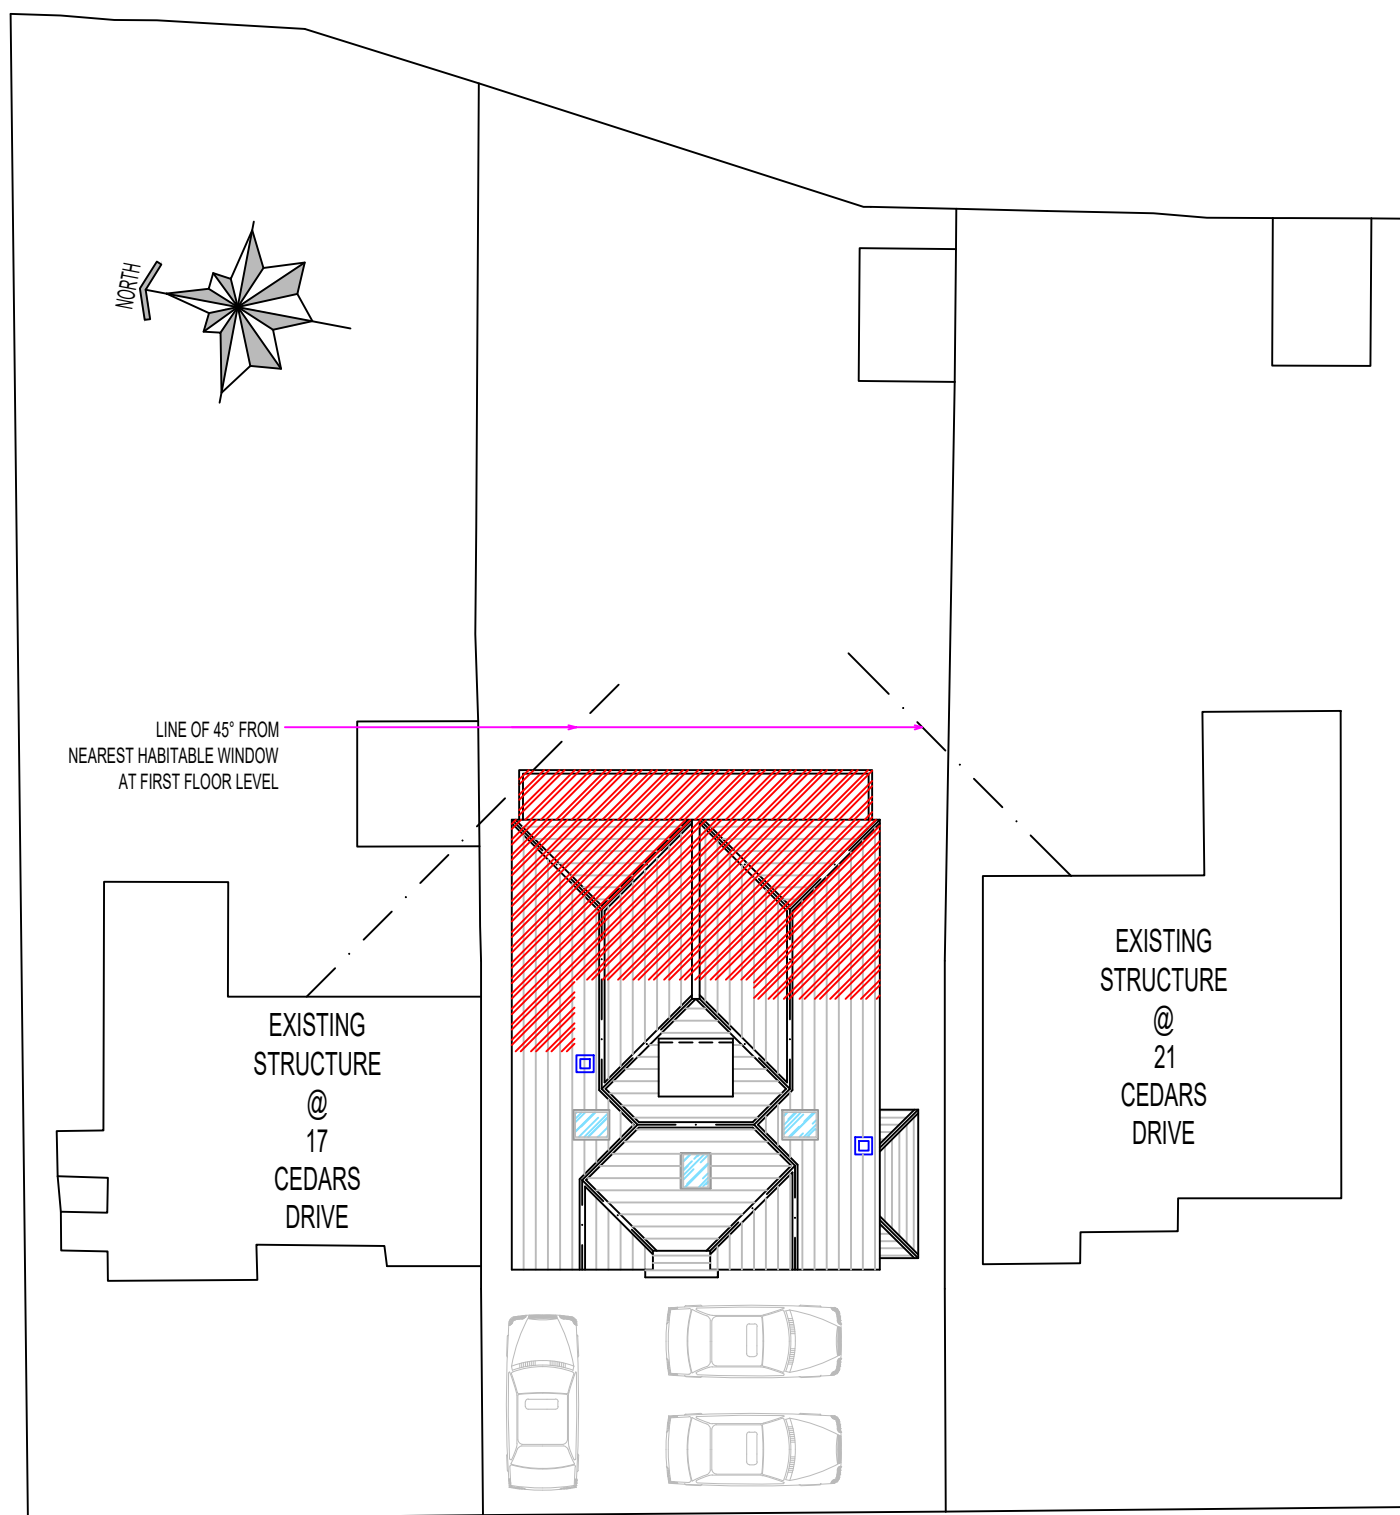 NORTH
LINE OF 45° FROM
NEAREST HABITABLE WINDOW
AT FIRST FLOOR LEVEL
EXISTING
STRUCTURE
@
17
CEDARS
DRIVE
EXISTING
STRUCTURE
@
21
CEDARS
DRIVE